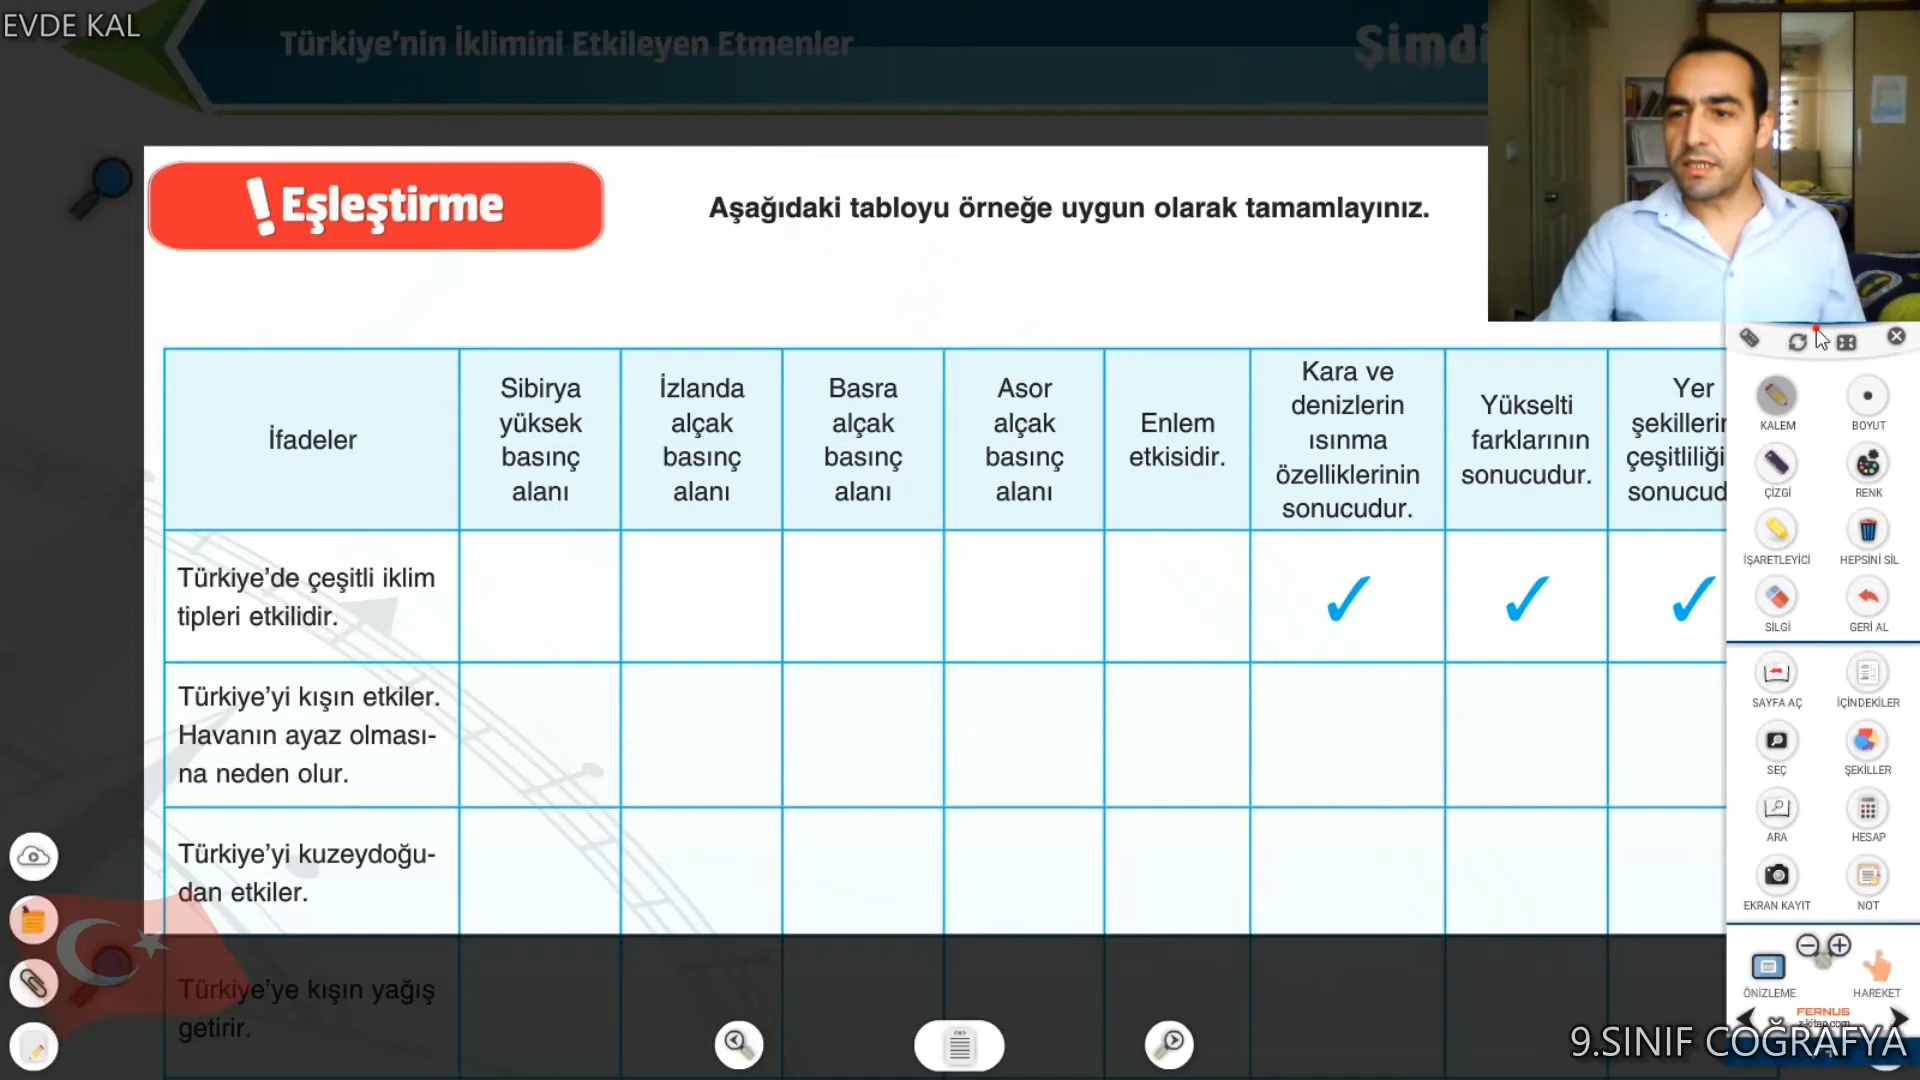 EVDE KAL
Türkiye'nin İklimini Etkileyen Etmenler
Şimdi
! Eşleştirme
Aşağıdaki tabloyu örneğe uygun olarak tamamlayınız.
İfadeler
Sibirya
yüksek
basınç
alanı
İzlanda
alçak
basınç
alanı
Basra
alçak
basınç
alanı
Asor
alçak
basınç
alanı
Enlem
etkisidir.
Kara ve
denizlerin
ısınma
özelliklerinin
sonucudur.
Yükselti
farklarının
sonucudur.
Yer
şekillerin
çeşitliliği
sonucud
Türkiye'de çeşitli iklim
tipleri etkilidir.
✓ ✓ ✓
Türkiye'yi kışın etkiler.
Havanın ayaz olması-
na neden olur.
Türkiye'yi kuzeydoğu-
dan etkiler.
Türkiye'ye kışın yağış
getirir.
KALEM
BOYUT
ÇİZGİ
RENK
İŞARETLEYİCİ
HEPSİNİ SİL
SİLGİ
GERİ AL
SAYFA AÇ
İÇİNDEKİLER
SEÇ
ŞEKİLLER
ARA
HESAP
EKRAN KAYIT
NOT
ÖNİZLEME
HAREKET
FERNUS
z-kitap.com
9.SINIF COĞRAFYA